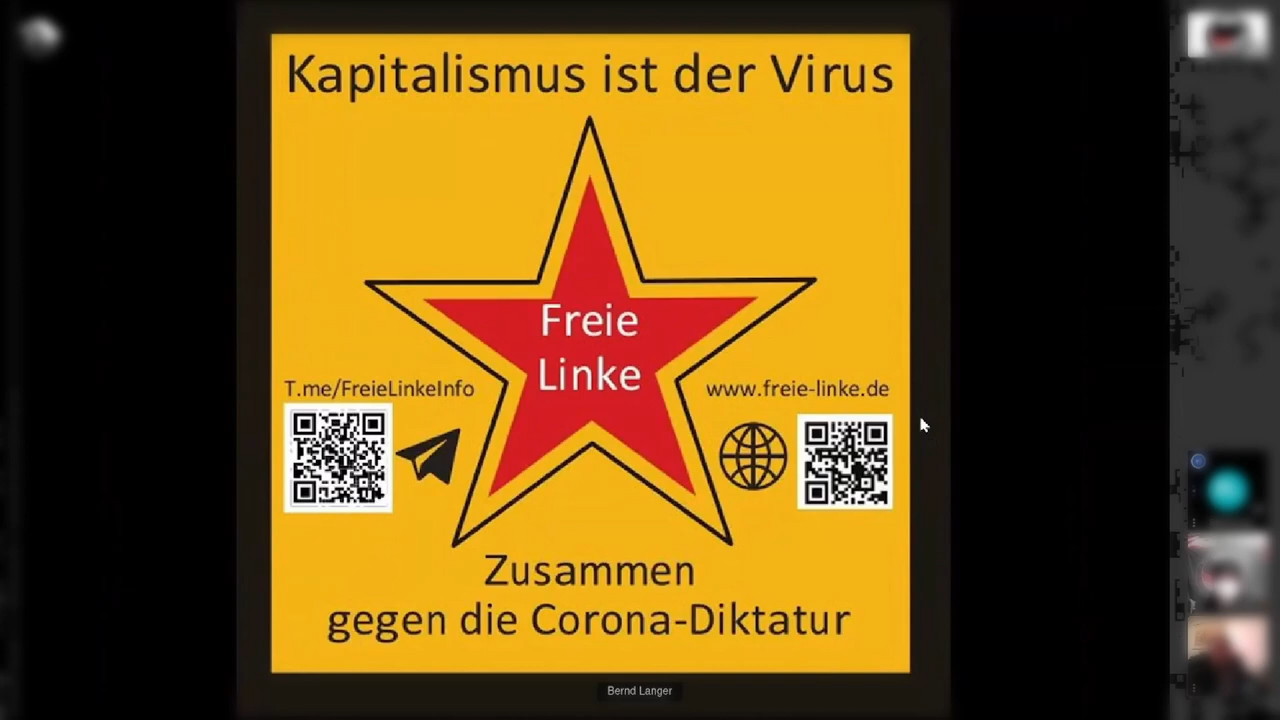 Kapitalismus ist der Virus
Freie
Linke
T.me/FreieLinkeInfo
www.freie-linke.de
Zusammen
gegen die Corona-Diktatur
Bernd Langer